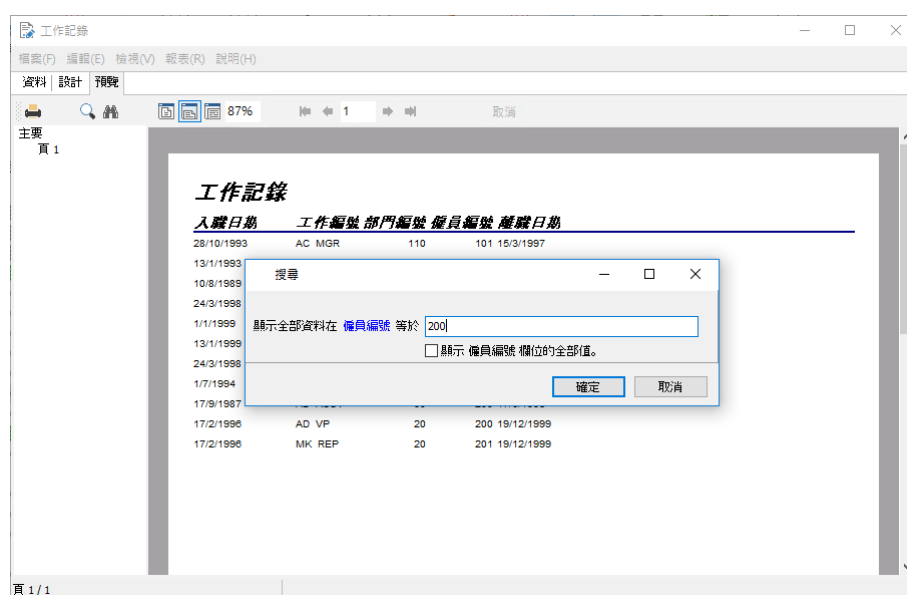 工作記錄
檔案(F) 編輯(E) 檢視(V) 報表(R) 說明(H)
資料 設計 預覽
87% 1 取消
主要
頁 1
工作記錄
入職日期 工作編號 部門編號 僱員編號 離職日期
28/10/1993 AC MGR 110 101 15/3/1997
13/1/1993
10/8/1989
24/3/1998
1/1/1999
13/1/1999
24/3/1998
1/7/1994
17/9/1987
17/2/1996 AD VP 20 200 19/12/1999
17/2/1996 MK REP 20 201 19/12/1999
搜尋
顯示全部資料在 僱員編號 等於 200
顯示 僱員編號 欄位的全部值。
確定 取消
頁 1 / 1